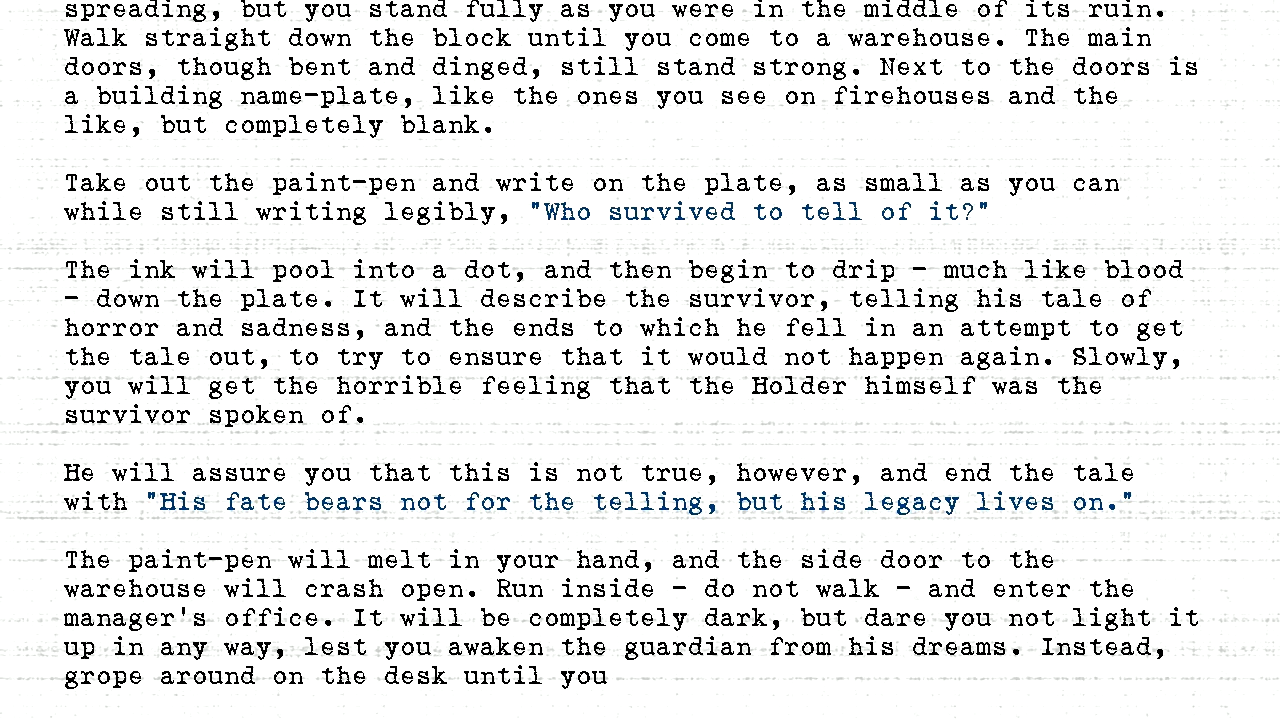 spreading, but you stand fully as you were in the middle of its ruin.
Walk straight down the block until you come to a warehouse. The main
doors, though bent and dinged, still stand strong. Next to the doors is
a building name-plate, like the ones you see on firehouses and the
like, but completely blank.
Take out the paint-pen and write on the plate, as small as you can
while still writing legibly, "Who survived to tell of it?"
The ink will pool into a dot, and then begin to drip - much like blood
- down the plate. It will describe the survivor, telling his tale of
horror and sadness, and the ends to which he fell in an attempt to get
the tale out, to try to ensure that it would not happen again. Slowly,
you will get the horrible feeling that the Holder himself was the
survivor spoken of.
He will assure you that this is not true, however, and end the tale
with "His fate bears not for the telling, but his legacy lives on."
The paint-pen will melt in your hand, and the side door to the
warehouse will crash open. Run inside - do not walk - and enter the
manager's office. It will be completely dark, but dare you not light it
up in any way, lest you awaken the guardian from his dreams. Instead,
grope around on the desk until you